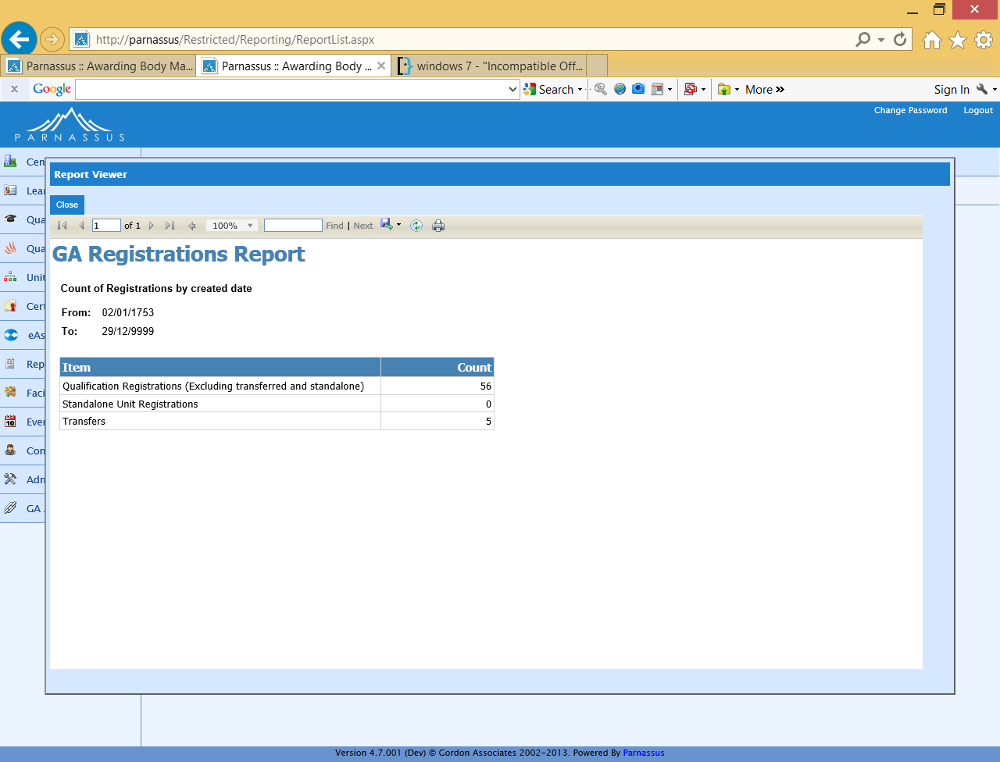 http://parnassus/Restricted/Reporting/ReportList.aspx
Parnassus :: Awarding Body Ma...
Parnassus :: Awarding Body ...
windows 7 - "Incompatible Off...
x Google Search More »
Sign In
Change Password Logout
PARNASSUS
Cen
Lea
Qua
Qua
Unit
Cert
eAs
Rep
Faci
Eve
Con
Adn
GA
Report Viewer
Close
1 of 1 100% Find | Next
GA Registrations Report
Count of Registrations by created date
From: 02/01/1753
To: 29/12/9999
Item Count
Qualification Registrations (Excluding transferred and standalone) 56
Standalone Unit Registrations 0
Transfers 5
Version 4.7.001 (Dev) © Gordon Associates 2002-2013. Powered By Parnassus